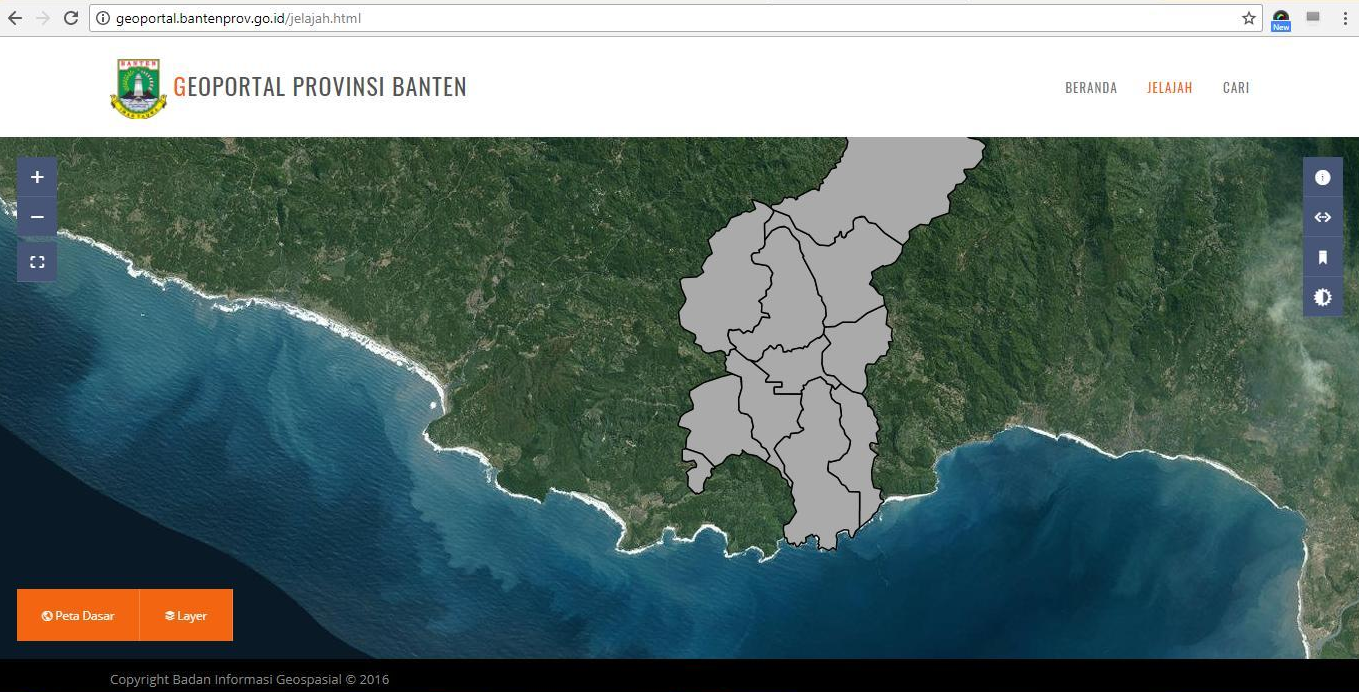 geoportal.bantenprov.go.id/jelajah.html
New
BANTEN
GEOPORTAL PROVINSI BANTEN
BERANDA JELAJAH CARI
Peta Dasar Layer
Copyright Badan Informasi Geospasial © 2016